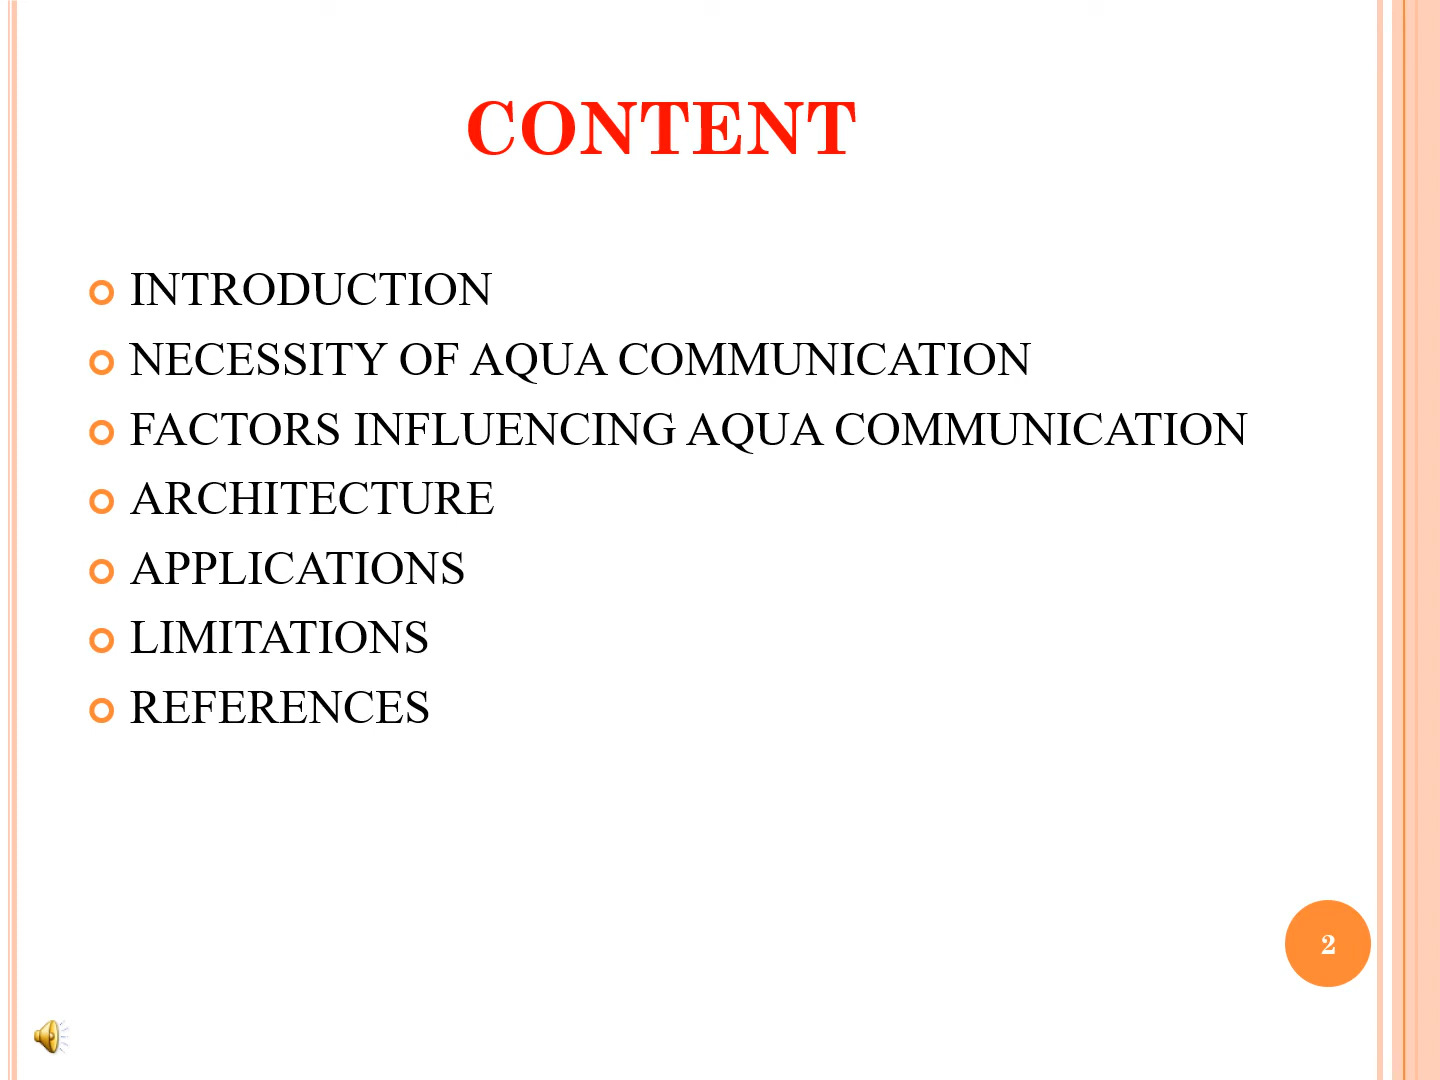 CONTENT
INTRODUCTION
NECESSITY OF AQUA COMMUNICATION
FACTORS INFLUENCING AQUA COMMUNICATION
ARCHITECTURE
APPLICATIONS
LIMITATIONS
REFERENCES
2